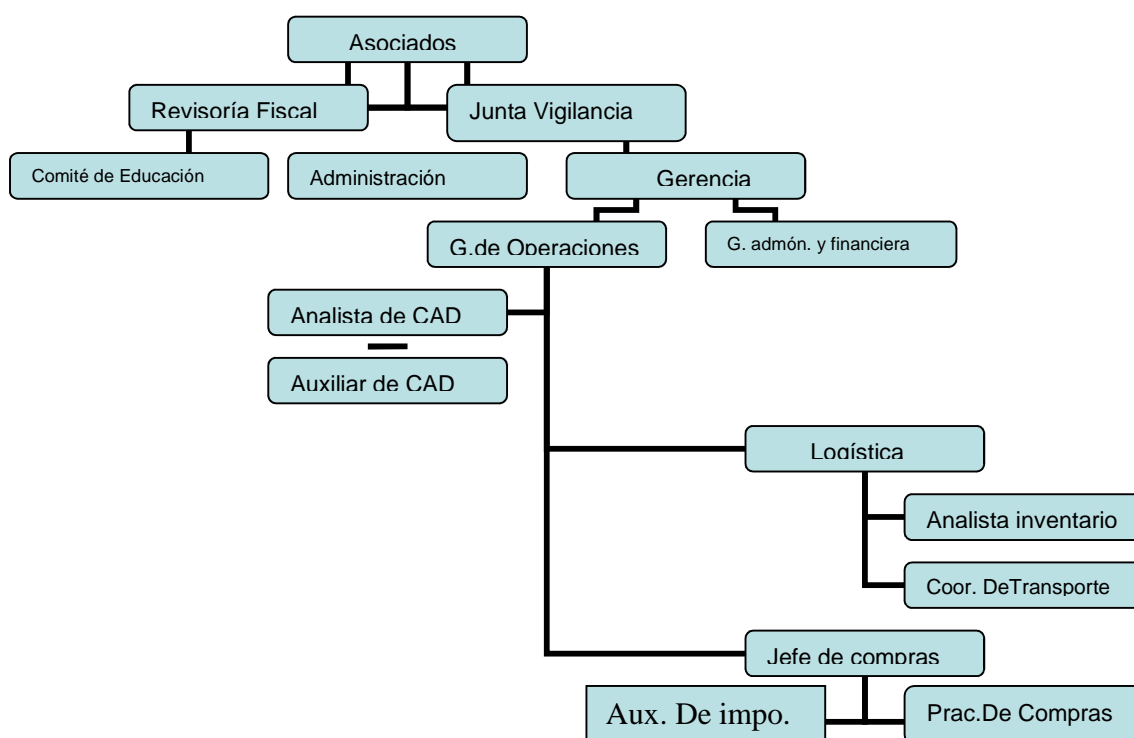 Asociados
Revisoría Fiscal
Junta Vigilancia
Comité de Educación
Administración
Gerencia
G.de Operaciones
G. admón. y financiera
Analista de CAD
Auxiliar de CAD
Logística
Analista inventario
Coor. DeTransporte
Jefe de compras
Aux. De impo.
Prac.De Compras